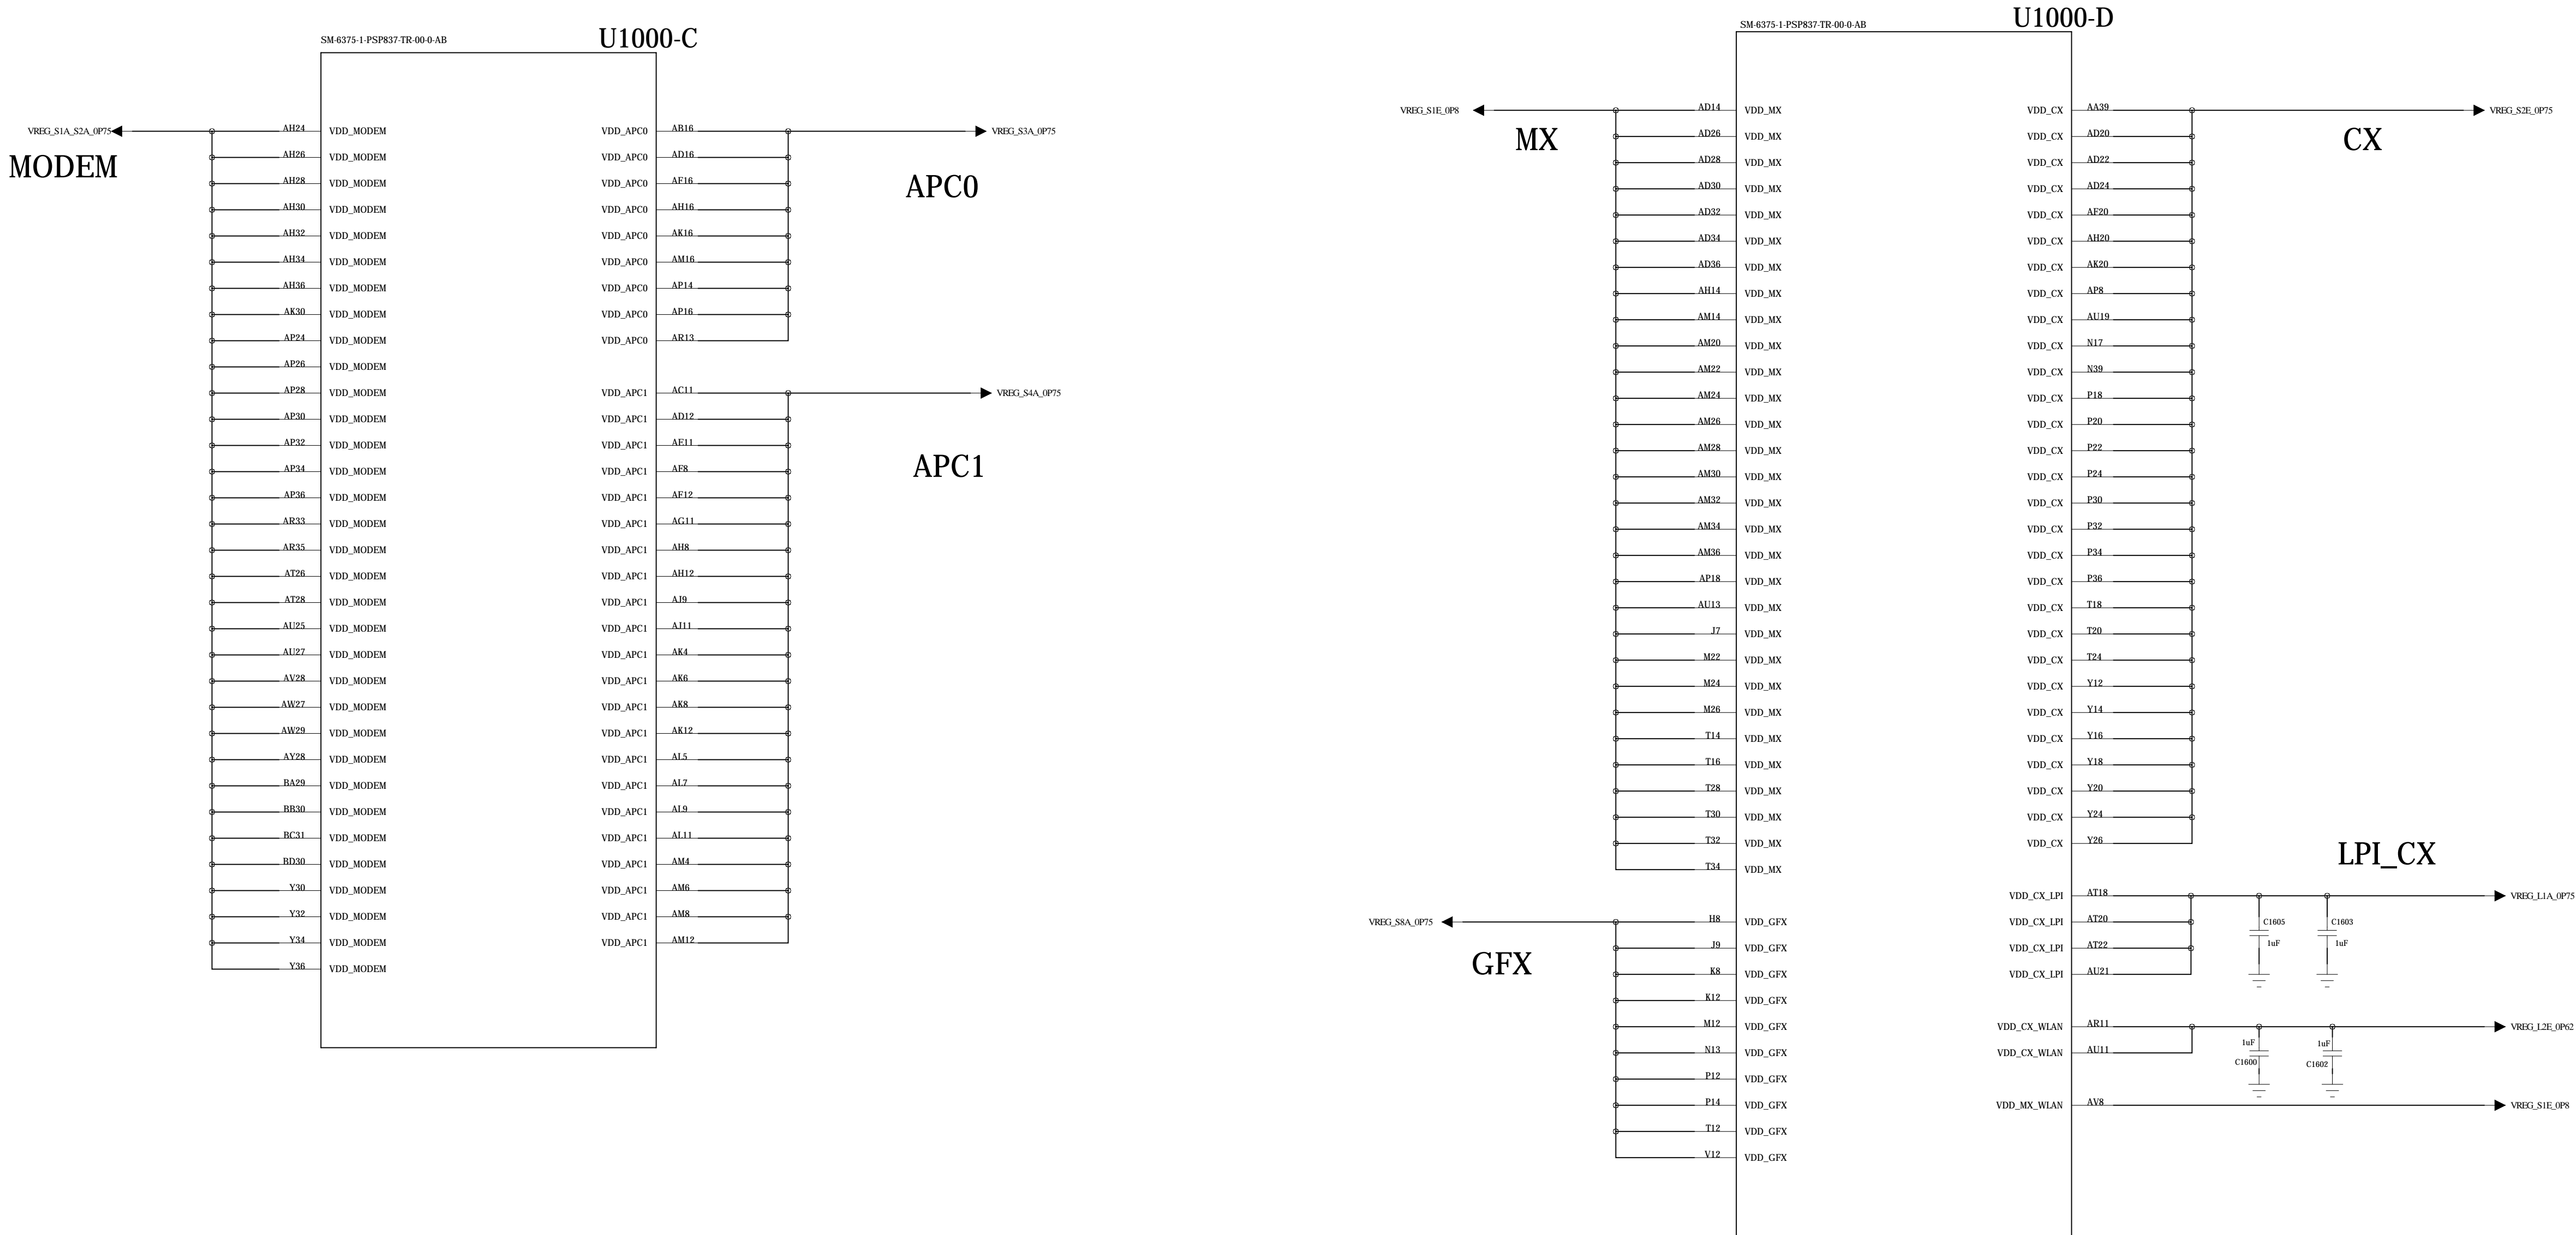 SM-6375-1-PSP837-TR-00-0-AB
U1000-C
VREG_S1A_S2A_0P75
MODEM
AH24 VDD_MODEM
AH26 VDD_MODEM
AH28 VDD_MODEM
AH30 VDD_MODEM
AH32 VDD_MODEM
AH34 VDD_MODEM
AH36 VDD_MODEM
AK30 VDD_MODEM
AP24 VDD_MODEM
AP26 VDD_MODEM
AP28 VDD_MODEM
AP30 VDD_MODEM
AP32 VDD_MODEM
AP34 VDD_MODEM
AP36 VDD_MODEM
AR33 VDD_MODEM
AR35 VDD_MODEM
AT26 VDD_MODEM
AT28 VDD_MODEM
AU25 VDD_MODEM
AU27 VDD_MODEM
AV28 VDD_MODEM
AW27 VDD_MODEM
AW29 VDD_MODEM
AY28 VDD_MODEM
BA29 VDD_MODEM
BB30 VDD_MODEM
BC31 VDD_MODEM
BD30 VDD_MODEM
Y30 VDD_MODEM
Y32 VDD_MODEM
Y34 VDD_MODEM
Y36 VDD_MODEM
VDD_APC0 AB16
VDD_APC0 AD16
VDD_APC0 AF16
VDD_APC0 AH16
VDD_APC0 AK16
VDD_APC0 AM16
VDD_APC0 AP14
VDD_APC0 AP16
VDD_APC0 AR13
VREG_S3A_0P75
APC0
VDD_APC1 AC11
VDD_APC1 AD12
VDD_APC1 AE11
VDD_APC1 AF8
VDD_APC1 AF12
VDD_APC1 AG11
VDD_APC1 AH8
VDD_APC1 AH12
VDD_APC1 AJ9
VDD_APC1 AJ11
VDD_APC1 AK4
VDD_APC1 AK6
VDD_APC1 AK8
VDD_APC1 AK12
VDD_APC1 AL5
VDD_APC1 AL7
VDD_APC1 AL9
VDD_APC1 AL11
VDD_APC1 AM4
VDD_APC1 AM6
VDD_APC1 AM8
VDD_APC1 AM12
VREG_S4A_0P75
APC1
SM-6375-1-PSP837-TR-00-0-AB
U1000-D
VREG_S1E_0P8
MX
AD14 VDD_MX
AD26 VDD_MX
AD28 VDD_MX
AD30 VDD_MX
AD32 VDD_MX
AD34 VDD_MX
AD36 VDD_MX
AH14 VDD_MX
AM14 VDD_MX
AM20 VDD_MX
AM22 VDD_MX
AM24 VDD_MX
AM26 VDD_MX
AM28 VDD_MX
AM30 VDD_MX
AM32 VDD_MX
AM34 VDD_MX
AM36 VDD_MX
AP18 VDD_MX
AU13 VDD_MX
J7 VDD_MX
M22 VDD_MX
M24 VDD_MX
M26 VDD_MX
T14 VDD_MX
T16 VDD_MX
T28 VDD_MX
T30 VDD_MX
T32 VDD_MX
T34 VDD_MX
VREG_S8A_0P75
GFX
H8 VDD_GFX
J9 VDD_GFX
K8 VDD_GFX
K12 VDD_GFX
M12 VDD_GFX
N13 VDD_GFX
P12 VDD_GFX
P14 VDD_GFX
T12 VDD_GFX
V12 VDD_GFX
VDD_CX AA39
VDD_CX AD20
VDD_CX AD22
VDD_CX AD24
VDD_CX AF20
VDD_CX AH20
VDD_CX AK20
VDD_CX AP8
VDD_CX AU19
VDD_CX N17
VDD_CX N39
VDD_CX P18
VDD_CX P20
VDD_CX P22
VDD_CX P24
VDD_CX P30
VDD_CX P32
VDD_CX P34
VDD_CX P36
VDD_CX T18
VDD_CX T20
VDD_CX T24
VDD_CX Y12
VDD_CX Y14
VDD_CX Y16
VDD_CX Y18
VDD_CX Y20
VDD_CX Y24
VDD_CX Y26
VREG_S2E_0P75
CX
LPI_CX
VDD_CX_LPI AT18
VDD_CX_LPI AT20
VDD_CX_LPI AT22
VDD_CX_LPI AU21
VREG_L1A_0P75
C1605
1uF
C1603
1uF
VDD_CX_WLAN AR11
VDD_CX_WLAN AU11
VREG_L2E_0P62
1uF
C1600
1uF
C1602
VDD_MX_WLAN AV8
VREG_S1E_0P8